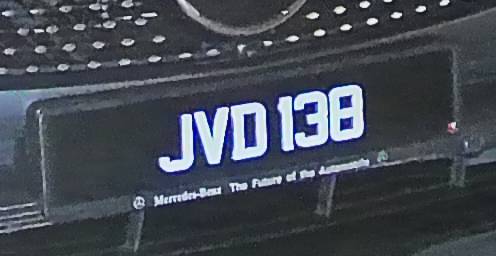 JVD 138
Mercedes-Benz The Future of the Automobile